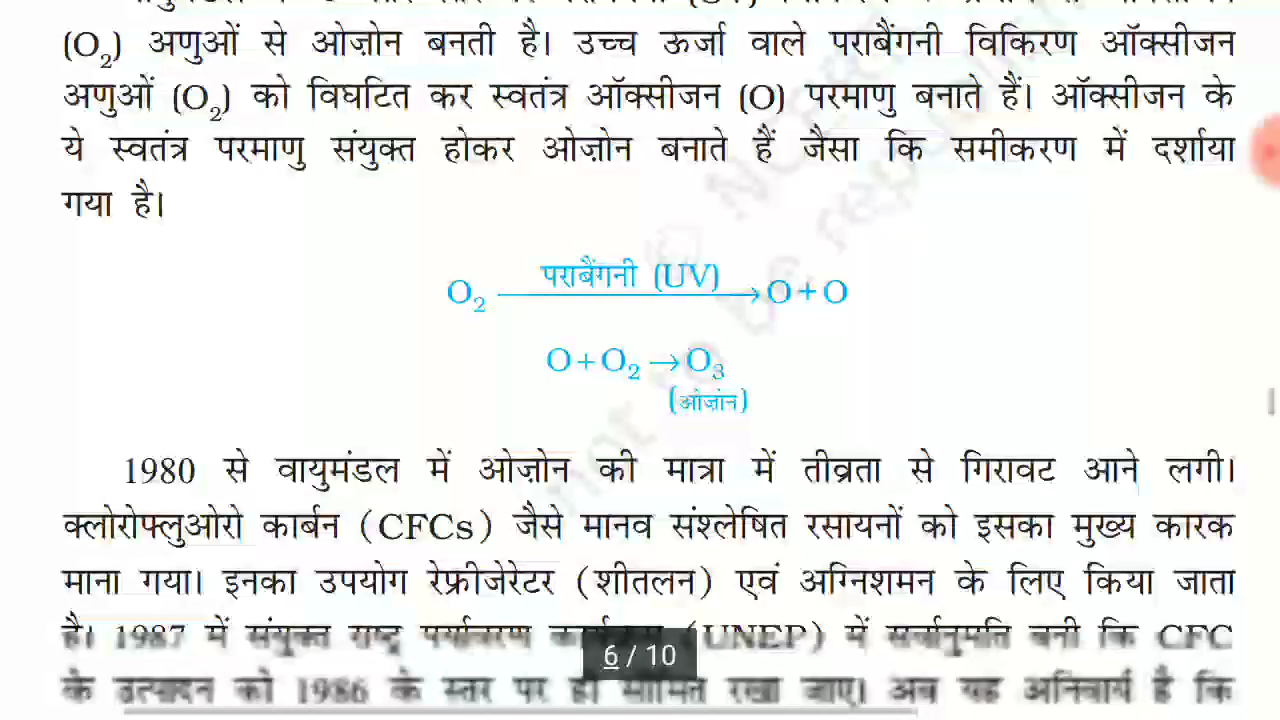 (O₂) अणुओं से ओज़ोन बनती है। उच्च ऊर्जा वाले पराबैंगनी विकिरण ऑक्सीजन
अणुओं (O₂) को विघटित कर स्वतंत्र ऑक्सीजन (O) परमाणु बनाते हैं। ऑक्सीजन के
ये स्वतंत्र परमाणु संयुक्त होकर ओज़ोन बनाते हैं जैसा कि समीकरण में दर्शाया
गया है।
पराबैंगनी (UV)
O₂ ⟶ O + O
O + O₂ → O₃
(ओज़ोन)
1980 से वायुमंडल में ओज़ोन की मात्रा में तीव्रता से गिरावट आने लगी।
क्लोरोफ्लुओरो कार्बन (CFCs) जैसे मानव संश्लेषित रसायनों को इसका मुख्य कारक
माना गया। इनका उपयोग रेफ्रीजेरेटर (शीतलन) एवं अग्निशमन के लिए किया जाता
है। 1987 में संयुक्त राष्ट्र पर्यावरण कार्यक्रम (UNEP) में सर्वानुमति बनी कि CFC
के उत्पादन को 1986 के स्तर पर ही सीमित रखा जाए। अब यह अनिवार्य है कि
6 / 10